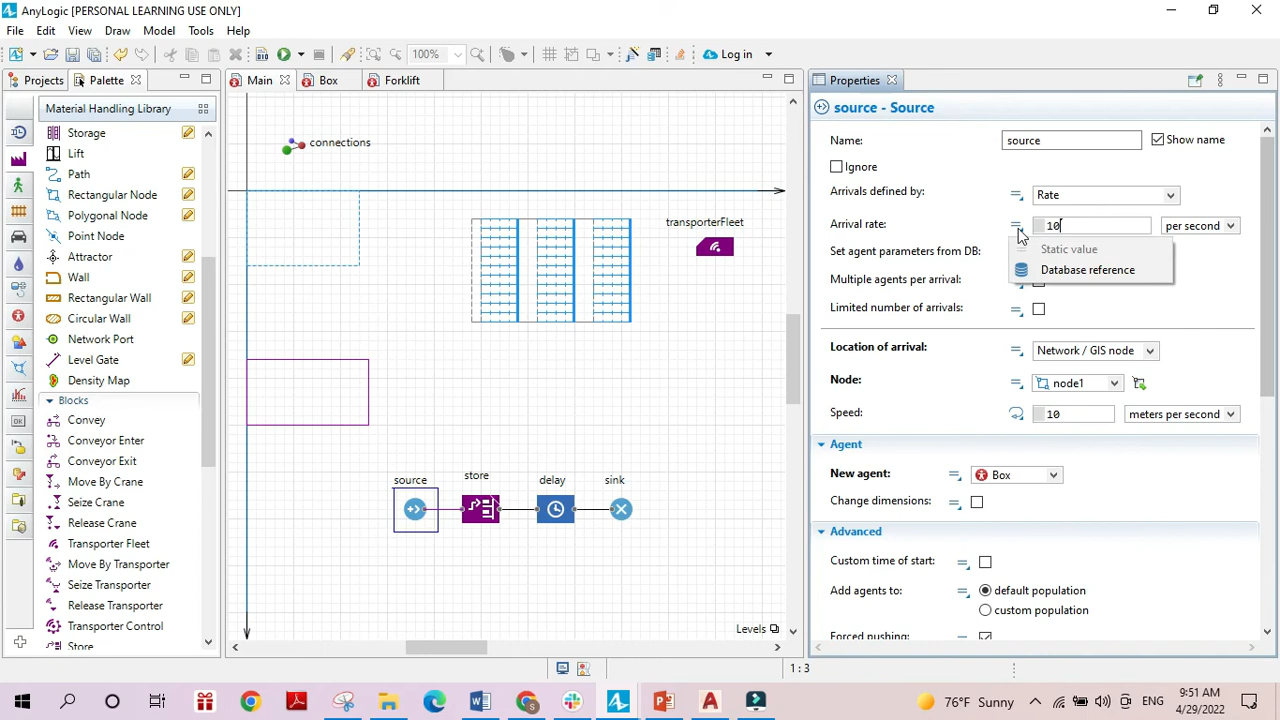 AnyLogic [PERSONAL LEARNING USE ONLY]
File Edit View Draw Model Tools Help
100% Log in
Projects Palette Main Box Forklift Properties
Material Handling Library
Storage
Lift
Path
Rectangular Node
Polygonal Node
Point Node
Attractor
Wall
Rectangular Wall
Circular Wall
Network Port
Level Gate
Density Map
Blocks
Convey
Conveyor Enter
Conveyor Exit
Move By Crane
Seize Crane
Release Crane
Transporter Fleet
Move By Transporter
Seize Transporter
Release Transporter
Transporter Control
Store
connections
transporterFleet
source store delay sink
Levels
source - Source
Name: source Show name
Ignore
Arrivals defined by: Rate
Arrival rate: 10 per second
Static value
Set agent parameters from DB:
Database reference
Multiple agents per arrival:
Limited number of arrivals:
Location of arrival: Network / GIS node
Node: node1
Speed: 10 meters per second
Agent
New agent: Box
Change dimensions:
Advanced
Custom time of start:
Add agents to: default population
custom population
Forced pushing:
1 : 3
76°F Sunny ENG 9:51 AM
4/29/2022